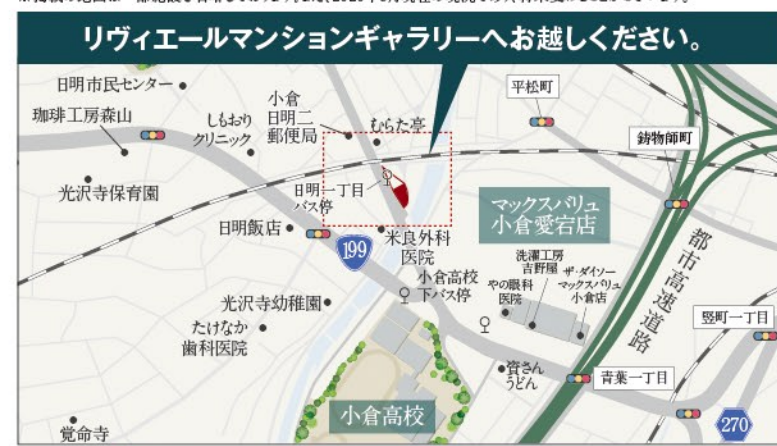 リヴィエールマンションギャラリーへお越しください。
日明市民センター
珈琲工房森山
しもおり
クリニック
小倉
日明二
郵便局
むらた亭
平松町
鋳物師町
光沢寺保育園
日明一丁目
バス停
日明飯店
199
米良外科
医院
マックスバリュ
小倉愛宕店
洗濯工房
吉野屋
ザ・ダイソー
マックスバリュ
小倉店
やの眼科
医院
小倉高校
下バス停
都市高速道路
光沢寺幼稚園
たけなか
歯科医院
竪町一丁目
資さん
うどん
青葉一丁目
小倉高校
270
覚命寺